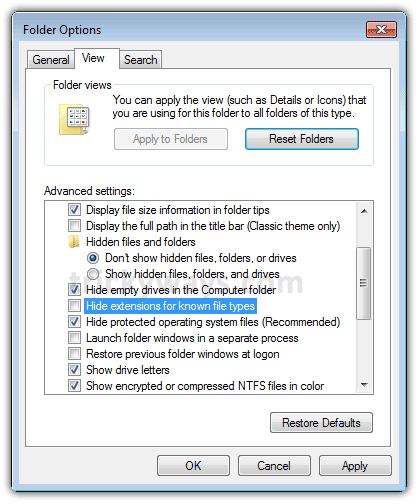 Folder Options
General
View
Search
Folder views
You can apply the view (such as Details or Icons) that
you are using for this folder to all folders of this type.
Apply to Folders
Reset Folders
Advanced settings:
Display file size information in folder tips
Display the full path in the title bar (Classic theme only)
Hidden files and folders
Don't show hidden files, folders, or drives
Show hidden files, folders, and drives
trickyways.com
Hide empty drives in the Computer folder
Hide extensions for known file types
Hide protected operating system files (Recommended)
Launch folder windows in a separate process
Restore previous folder windows at logon
Show drive letters
Show encrypted or compressed NTFS files in color
Restore Defaults
OK
Cancel
Apply